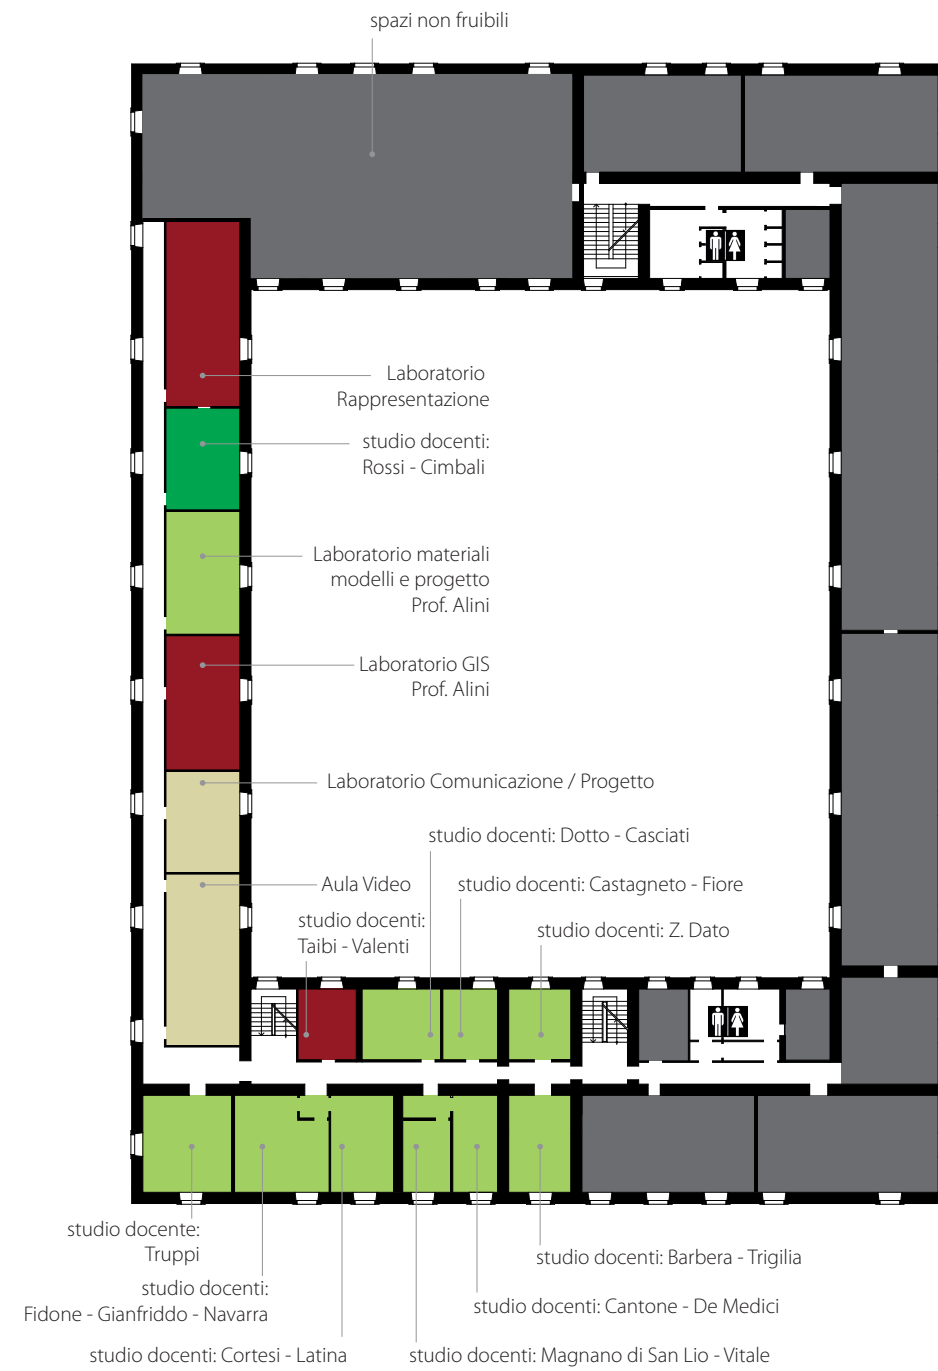 spazi non fruibili
Laboratorio
Rappresentazione
studio docenti:
Rossi - Cimbali
Laboratorio materiali
modelli e progetto
Prof. Alini
Laboratorio GIS
Prof. Alini
Laboratorio Comunicazione / Progetto
studio docenti: Dotto - Casciati
Aula Video
studio docenti: Castagneto - Fiore
studio docenti:
Taibi - Valenti
studio docenti: Z. Dato
studio docente:
Truppi
studio docenti: Barbera - Trigilia
studio docenti:
Fidone - Gianfriddo - Navarra
studio docenti: Cantone - De Medici
studio docenti: Cortesi - Latina
studio docenti: Magnano di San Lio - Vitale